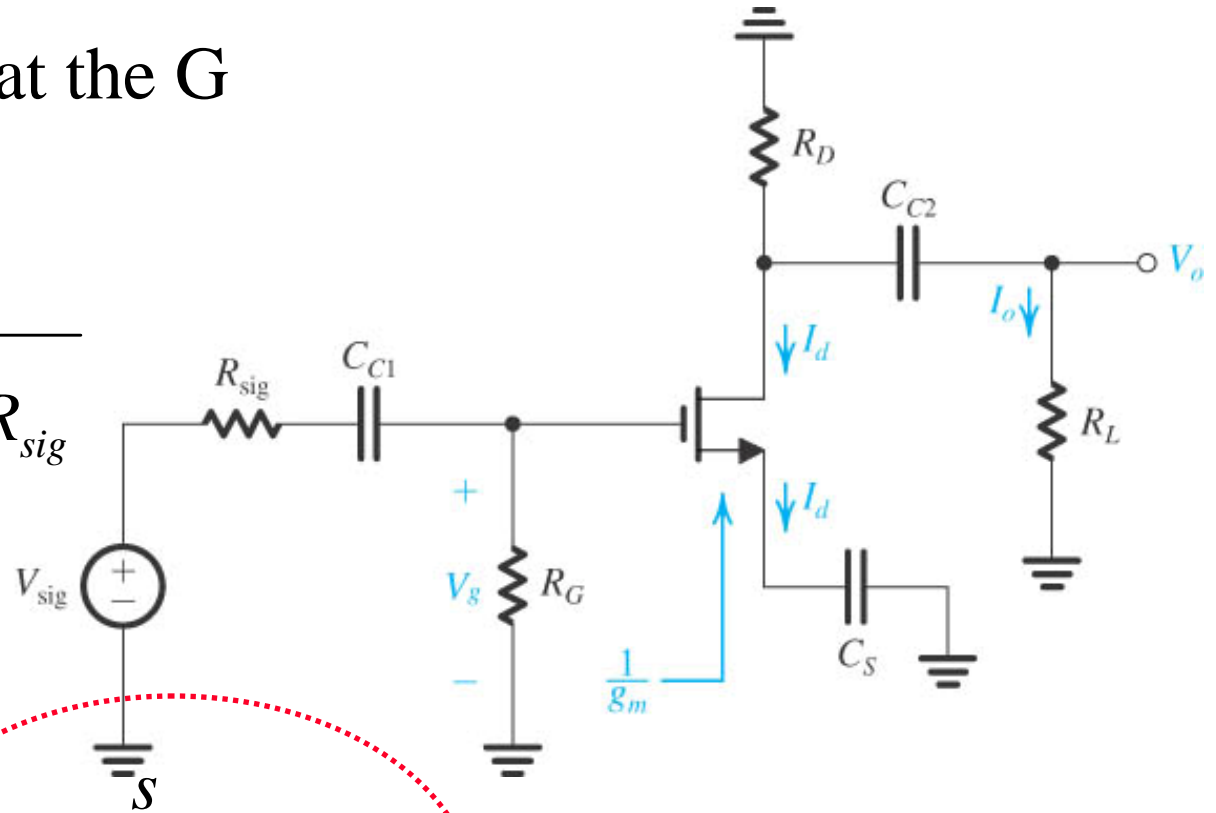 at the G
R_D
C_C2
V_o
I_o
I_d
R_sig
C_C1
R_sig
R_L
+
I_d
V_sig
+
−
V_g
R_G
C_S
−
1
g_m
s